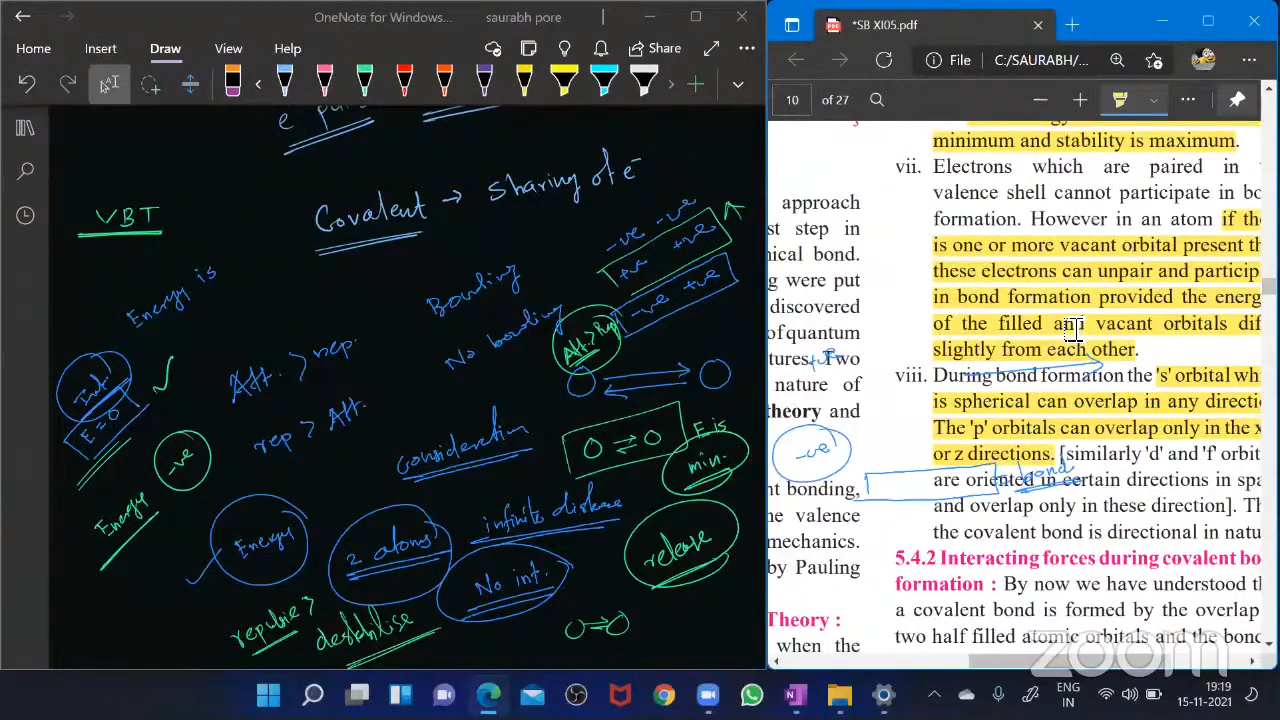 OneNote for Windows...
saurabh pore
*SB XI05.pdf
Home
Insert
Draw
View
Help
Share
File
C:/SAURABH/...
10
of 27
e
Covalent → Sharing of e⁻
VBT
Energy is
Bonding
No bonding
-ve -ve
+ve +ve
-ve +ve
Att. > Rep
Int.
E = 0
Att. > rep.
rep > Att.
consideration
E is
min.
-ve
Energy
Energy
2 atoms
infinite distance
No int.
release
repulse >
destabilise
minimum and stability is maximum.
vii. Electrons which are paired in
valence shell cannot participate in bo
formation. However in an atom if the
is one or more vacant orbital present th
these electrons can unpair and particip
in bond formation provided the energ
of the filled and vacant orbitals dif
slightly from each other.
viii. During bond formation the 's' orbital whi
is spherical can overlap in any directi
The 'p' orbitals can overlap only in the x
or z directions. [similarly 'd' and 'f' orbit
are oriented in certain directions in spa
and overlap only in these direction]. Th
the covalent bond is directional in natu
5.4.2 Interacting forces during covalent bo
formation : By now we have understood th
a covalent bond is formed by the overlap
two half filled atomic orbitals and the bond
approach
st step in
ical bond.
g were put
discovered
of quantum
tures. Two
nature of
theory and
nt bonding,
he valence
mechanics.
by Pauling
Theory :
when the
+ve
-ve
bond
zoom
ENG
IN
19:19
15-11-2021